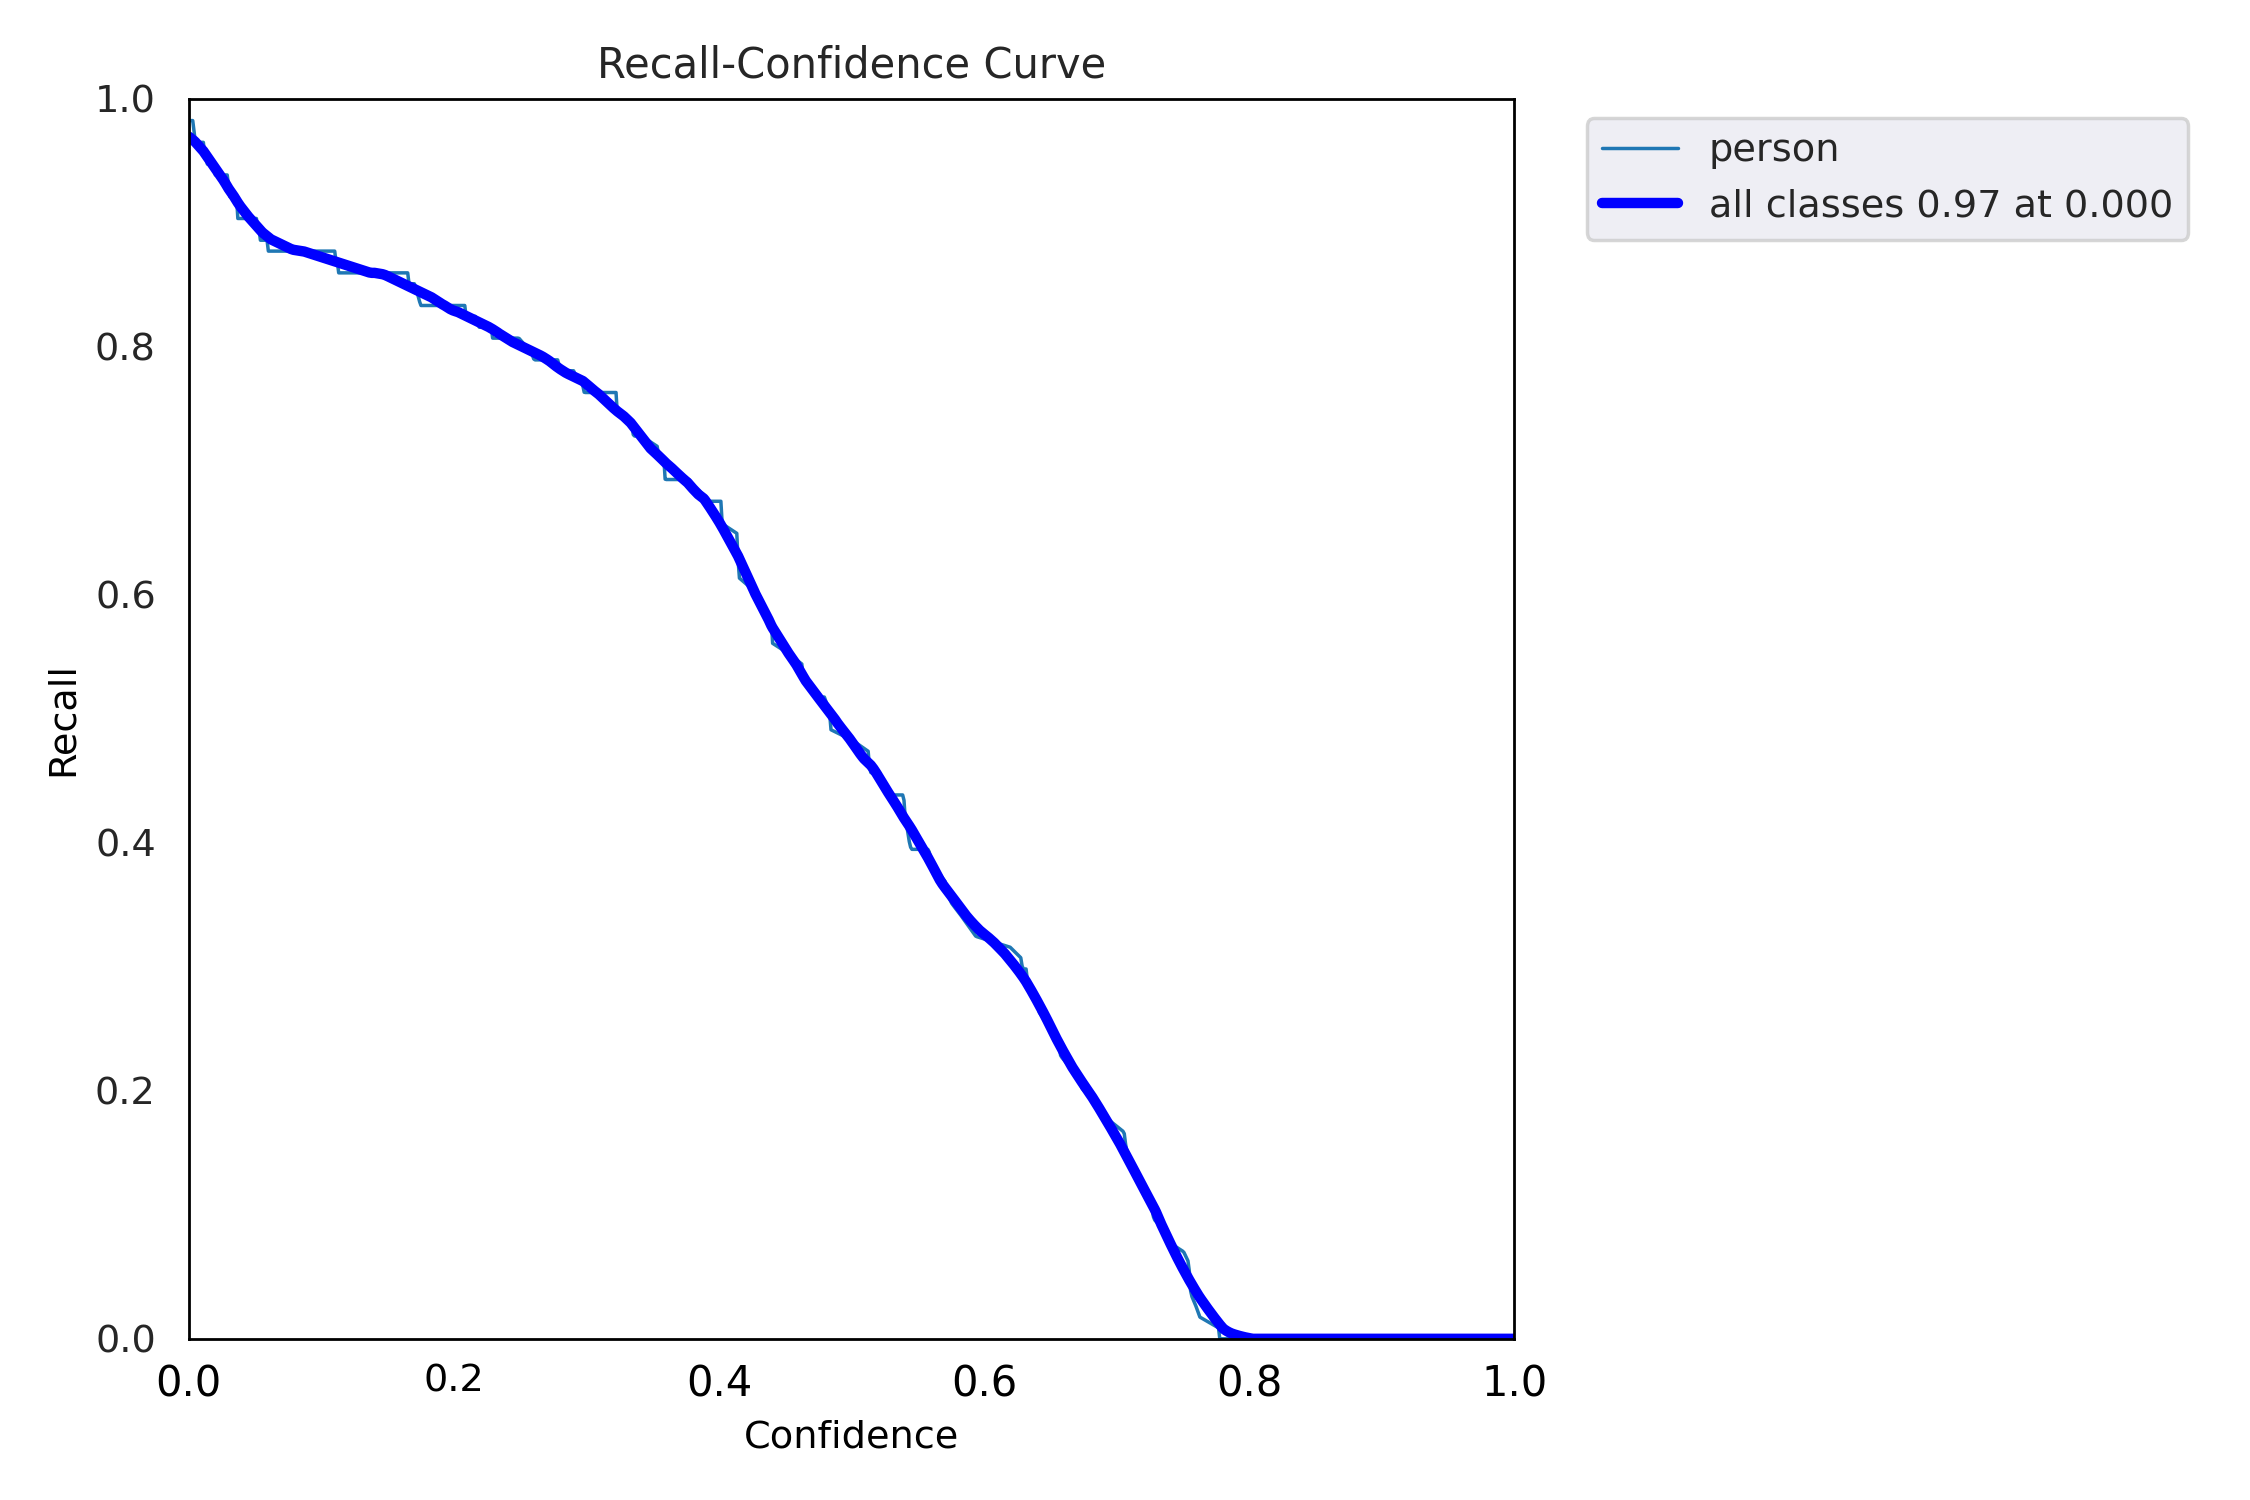 Recall-Confidence Curve
1.0
0.8
0.6
0.4
0.2
0.0
Recall
0.0 0.2 0.4 0.6 0.8 1.0
Confidence
person
all classes 0.97 at 0.000